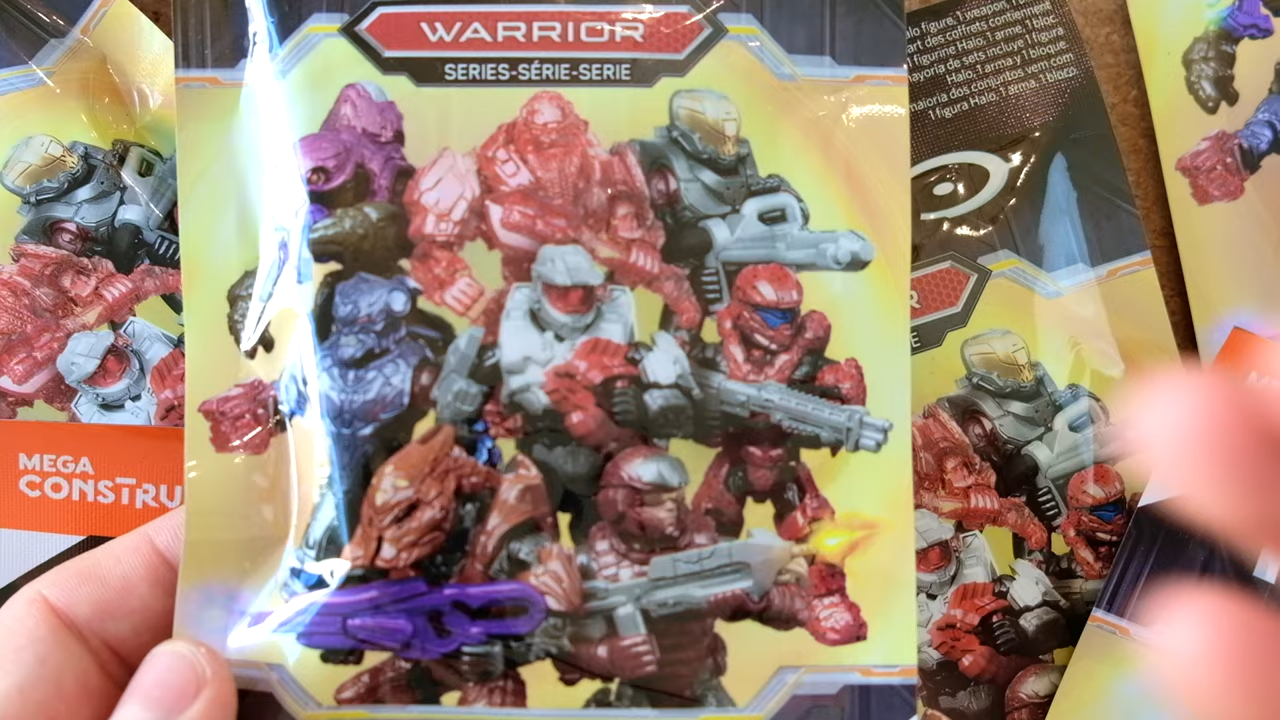 WARRIOR
SERIES-SÉRIE-SERIE
MEGA
CONSTRU
lo figure, 1 weapon, 1
art des coffrets contiennent
1 figurine Halo, 1 arme, 1 bloc.
mayoría de sets incluye 1 figura
Halo, 1 arma y 1 bloque.
maioria dos conjuntos vem com
1 figura Halo, 1 arma, 1 bloco.
R
E